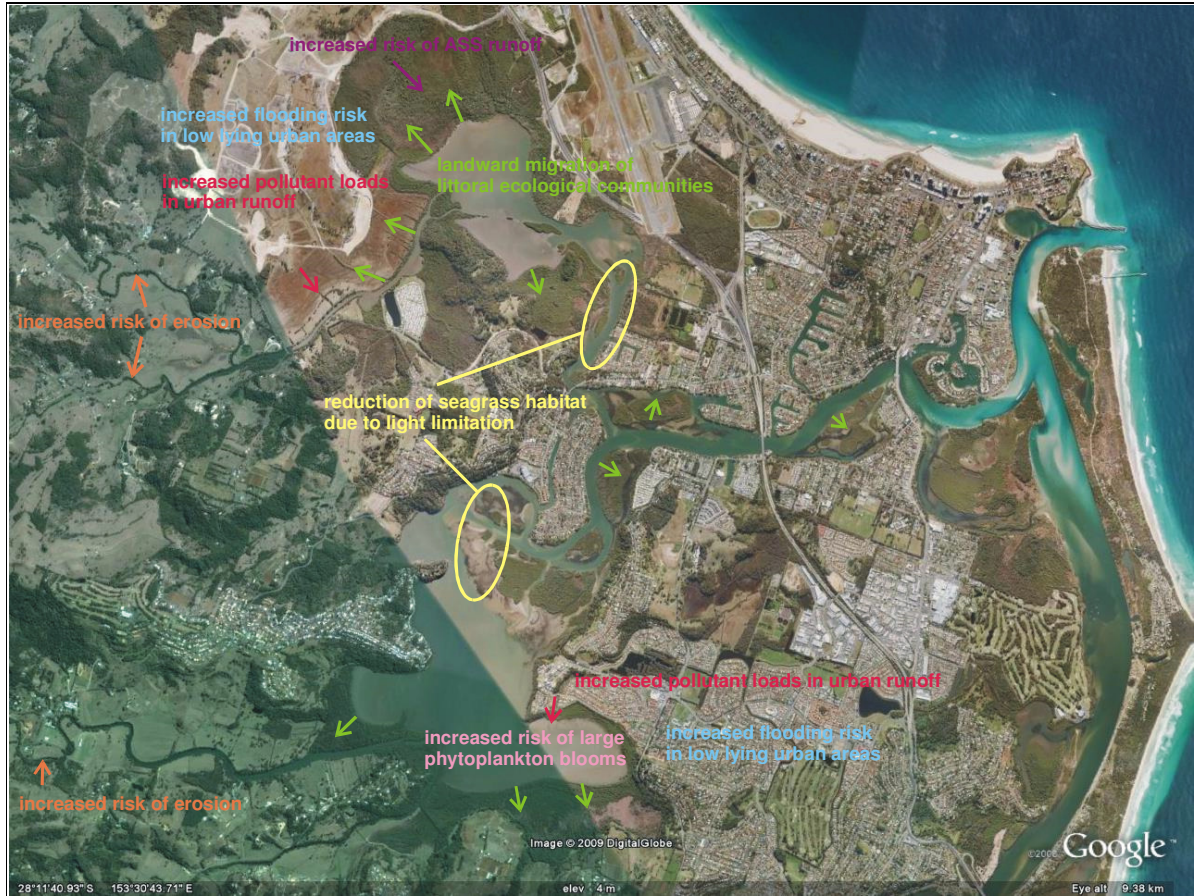 increased risk of ASS runoff
increased flooding risk
in low lying urban areas
landward migration of
littoral ecological communities
increased pollutant loads
in urban runoff
increased risk of erosion
reduction of seagrass habitat
due to light limitation
increased pollutant loads in urban runoff
increased risk of large
phytoplankton blooms
increased flooding risk
in low lying urban areas
increased risk of erosion
Image © 2009 DigitalGlobe
Google™
28°11'40.93" S 153°30'43.71" E
elev 4 m
Eye alt 9.38 km